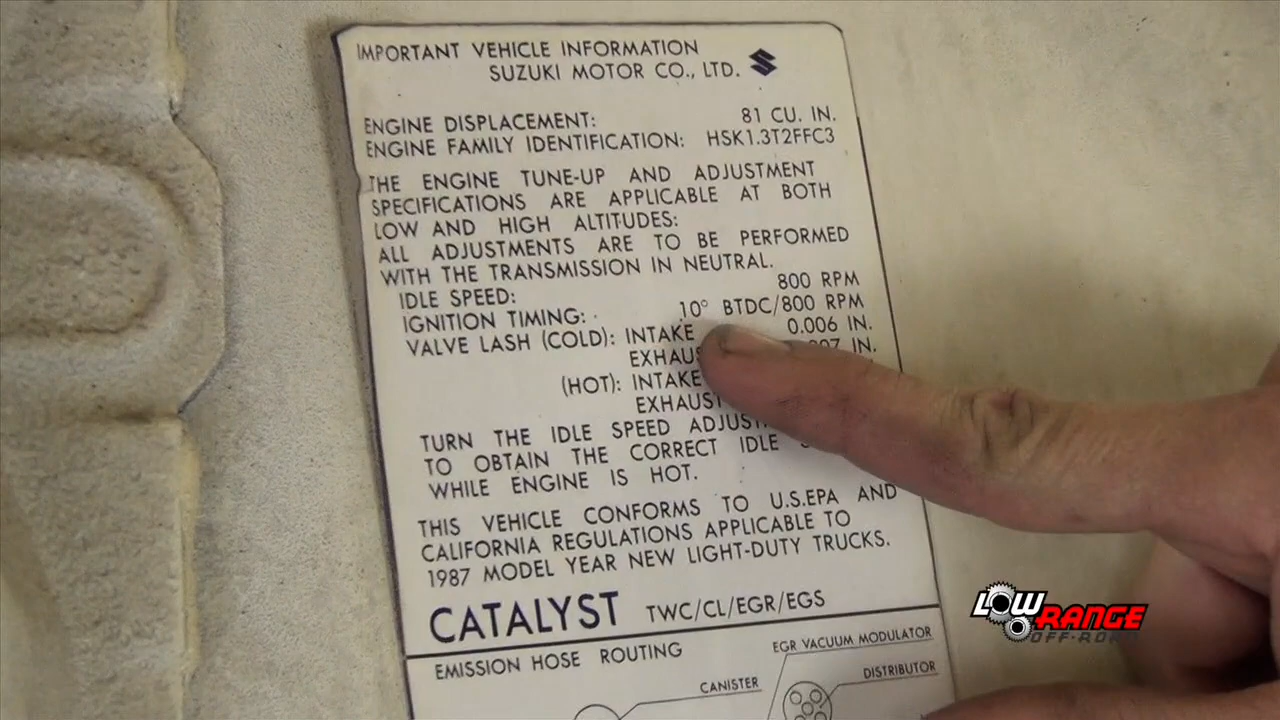 IMPORTANT VEHICLE INFORMATION
SUZUKI MOTOR CO., LTD.
ENGINE DISPLACEMENT: 81 CU. IN.
ENGINE FAMILY IDENTIFICATION: HSK1.3T2FFC3
THE ENGINE TUNE-UP AND ADJUSTMENT
SPECIFICATIONS ARE APPLICABLE AT BOTH
LOW AND HIGH ALTITUDES:
ALL ADJUSTMENTS ARE TO BE PERFORMED
WITH THE TRANSMISSION IN NEUTRAL.
IDLE SPEED: 800 RPM
IGNITION TIMING: 10° BTDC/800 RPM
VALVE LASH (COLD): INTAKE 0.006 IN.
IN.
(HOT): INTAKE
EXHAUST
TURN THE IDLE SPEED
TO OBTAIN THE CORRECT IDLE
WHILE ENGINE IS HOT.
THIS VEHICLE CONFORMS TO U.S.EPA AND
CALIFORNIA REGULATIONS APPLICABLE TO
1987 MODEL YEAR NEW LIGHT-DUTY TRUCKS.
CATALYST TWC/CL/EGR/EGS
EMISSION HOSE ROUTING
EGR VACUUM MODULATOR
DISTRIBUTOR
CANISTER
LOW RANGE
OFF-ROAD